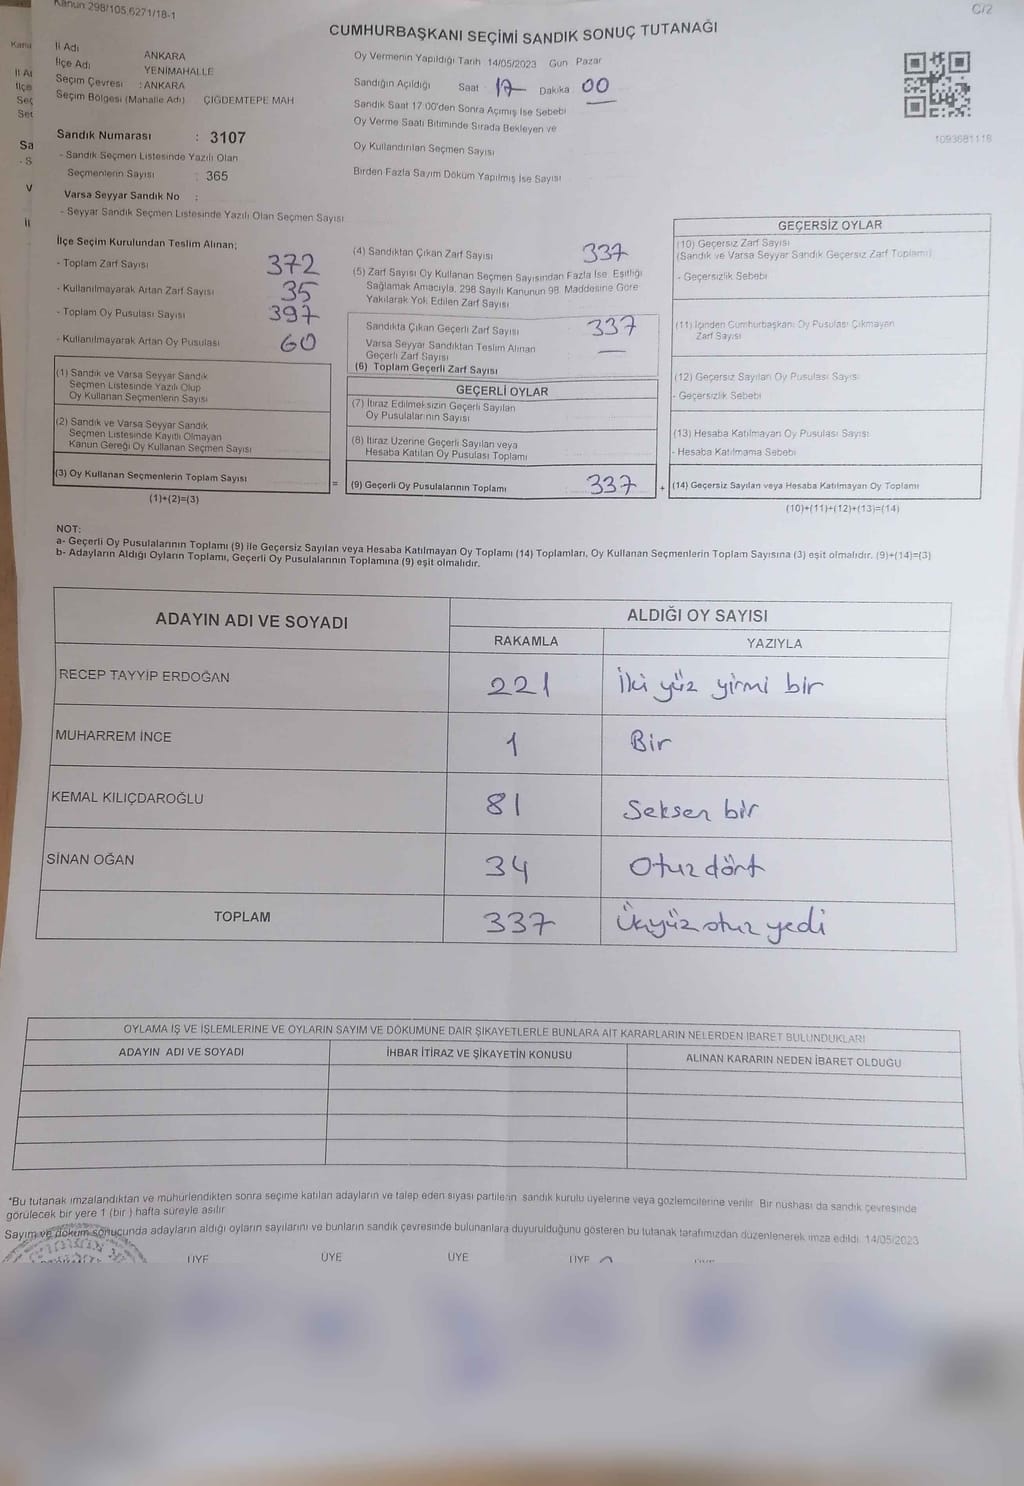 Kanun 298/105,6271/18-1
C/2
CUMHURBAŞKANI SEÇİMİ SANDIK SONUÇ TUTANAĞI
İl Adı ANKARA
İlçe Adı YENİMAHALLE
Seçim Çevresi : ANKARA
Seçim Bölgesi (Mahalle Adı) ÇİĞDEMTEPE MAH
Sandık Numarası : 3107
- Sandık Seçmen Listesinde Yazılı Olan
Seçmenlerin Sayısı : 365
Varsa Seyyar Sandık No :
- Seyyar Sandık Seçmen Listesinde Yazılı Olan Seçmen Sayısı
Oy Vermenin Yapıldığı Tarih 14/05/2023 Gün Pazar
Sandığın Açıldığı Saat 17 Dakika 00
Sandık Saat 17:00'den Sonra Açımış İse Sebebi
Oy Verme Saati Bitiminde Sırada Bekleyen ve
Oy Kullandırılan Seçmen Sayısı
Birden Fazla Sayım Döküm Yapılmış İse Sayısı
1093681118
İlçe Seçim Kurulundan Teslim Alınan;
- Toplam Zarf Sayısı 372
- Kullanılmayarak Artan Zarf Sayısı 35
- Toplam Oy Pusulası Sayısı 397
- Kullanılmayarak Artan Oy Pusulası 60
(1) Sandık ve Varsa Seyyar Sandık
Seçmen Listesinde Yazılı Olup
Oy Kullanan Seçmenlerin Sayısı
(2) Sandık ve Varsa Seyyar Sandık
Seçmen Listesinde Kayıtlı Olmayan
Kanun Gereği Oy Kullanan Seçmen Sayısı
(3) Oy Kullanan Seçmenlerin Toplam Sayısı
(1)+(2)=(3)
=
(4) Sandıktan Çıkan Zarf Sayısı 337
(5) Zarf Sayısı Oy Kullanan Seçmen Sayısından Fazla İse, Eşitliği
Sağlamak Amacıyla, 298 Sayılı Kanunun 98. Maddesine Göre
Yakılarak Yok Edilen Zarf Sayısı
Sandıkta Çıkan Geçerli Zarf Sayısı 337
Varsa Seyyar Sandıktan Teslim Alınan
Geçerli Zarf Sayısı —
(6) Toplam Geçerli Zarf Sayısı
GEÇERLİ OYLAR
(7) İtiraz Edilmeksizin Geçerli Sayılan
Oy Pusulalarının Sayısı
(8) İtiraz Üzerine Geçerli Sayılan veya
Hesaba Katılan Oy Pusulası Toplamı
(9) Geçerli Oy Pusulalarının Toplamı 337
+
GEÇERSİZ OYLAR
(10) Geçersiz Zarf Sayısı
(Sandık ve Varsa Seyyar Sandık Geçersiz Zarf Toplamı)
- Geçersizlik Sebebi
(11) İçinden Cumhurbaşkanı Oy Pusulası Çıkmayan
Zarf Sayısı
(12) Geçersiz Sayılan Oy Pusulası Sayısı
- Geçersizlik Sebebi
(13) Hesaba Katılmayan Oy Pusulası Sayısı
- Hesaba Katılmama Sebebi
(14) Geçersiz Sayılan veya Hesaba Katılmayan Oy Toplamı
(10)+(11)+(12)+(13)=(14)
NOT:
a- Geçerli Oy Pusulalarının Toplamı (9) ile Geçersiz Sayılan veya Hesaba Katılmayan Oy Toplamı (14) Toplamları, Oy Kullanan Seçmenlerin Toplam Sayısına (3) eşit olmalıdır. (9)+(14)=(3)
b- Adayların Aldığı Oyların Toplamı, Geçerli Oy Pusulalarının Toplamına (9) eşit olmalıdır.
ADAYIN ADI VE SOYADI
ALDIĞI OY SAYISI
RAKAMLA YAZIYLA
RECEP TAYYİP ERDOĞAN 221 İki yüz yirmi bir
MUHARREM İNCE 1 Bir
KEMAL KILIÇDAROĞLU 81 Seksen bir
SİNAN OĞAN 34 Otuz dört
TOPLAM 337 Üçyüz otuz yedi
OYLAMA İŞ VE İŞLEMLERİNE VE OYLARIN SAYIM VE DÖKÜMÜNE DAİR ŞİKAYETLERLE BUNLARA AİT KARARLARIN NELERDEN İBARET BULUNDUKLARI
ADAYIN ADI VE SOYADI İHBAR İTİRAZ VE ŞİKAYETİN KONUSU ALINAN KARARIN NEDEN İBARET OLDUĞU
*Bu tutanak imzalandıktan ve mühürlendikten sonra seçime katılan adayların ve talep eden siyasi partilerin sandık kurulu üyelerine veya gözlemcilerine verilir. Bir nüshası da sandık çevresinde
görülecek bir yere 1 (bir ) hafta süreyle asılır.
Sayım ve döküm sonucunda adayların aldığı oyların sayılarını ve bunların sandık çevresinde bulunanlara duyurulduğunu gösteren bu tutanak tarafımızdan düzenlenerek imza edildi. 14/05/2023
ÜYE ÜYE ÜYE ÜYE